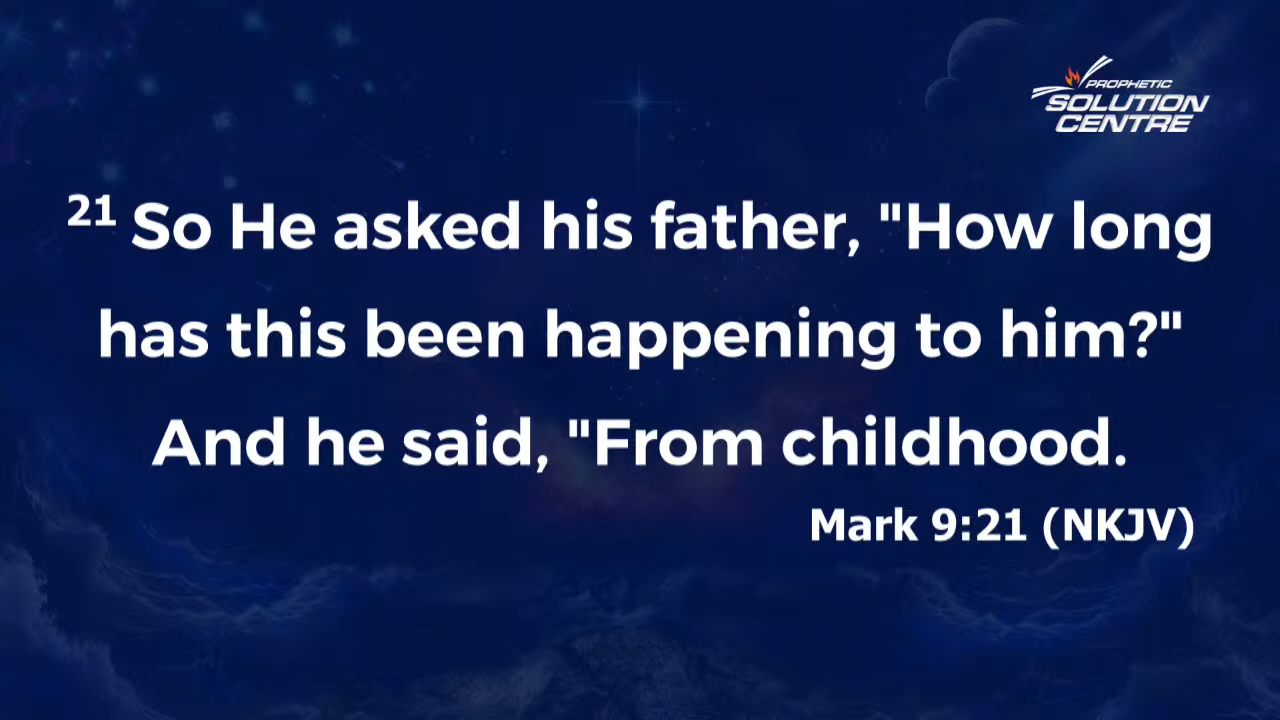 PROPHETIC
SOLUTION
CENTRE
21 So He asked his father, "How long
has this been happening to him?"
And he said, "From childhood.
Mark 9:21 (NKJV)